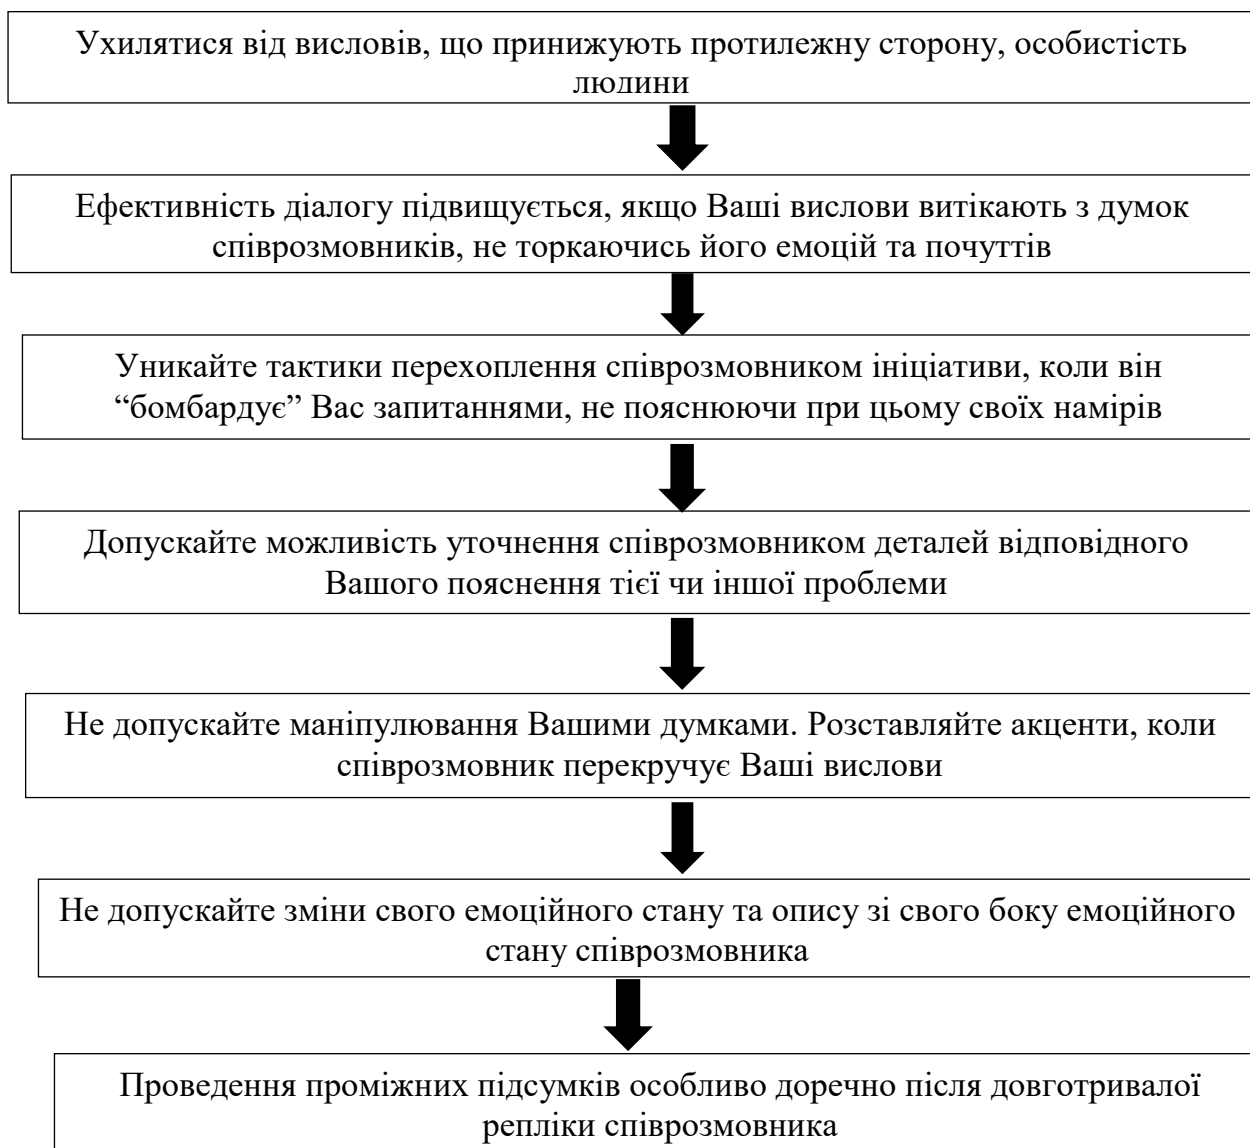 Ухилятися від висловів, що принижують протилежну сторону, особистість
людини
Ефективність діалогу підвищується, якщо Ваші вислови витікають з думок
співрозмовників, не торкаючись його емоцій та почуттів
Уникайте тактики перехоплення співрозмовником ініціативи, коли він
“бомбардує” Вас запитаннями, не пояснюючи при цьому своїх намірів
Допускайте можливість уточнення співрозмовником деталей відповідного
Вашого пояснення тієї чи іншої проблеми
Не допускайте маніпулювання Вашими думками. Розставляйте акценти, коли
співрозмовник перекручує Ваші вислови
Не допускайте зміни свого емоційного стану та опису зі свого боку емоційного
стану співрозмовника
Проведення проміжних підсумків особливо доречно після довготривалої
репліки співрозмовника